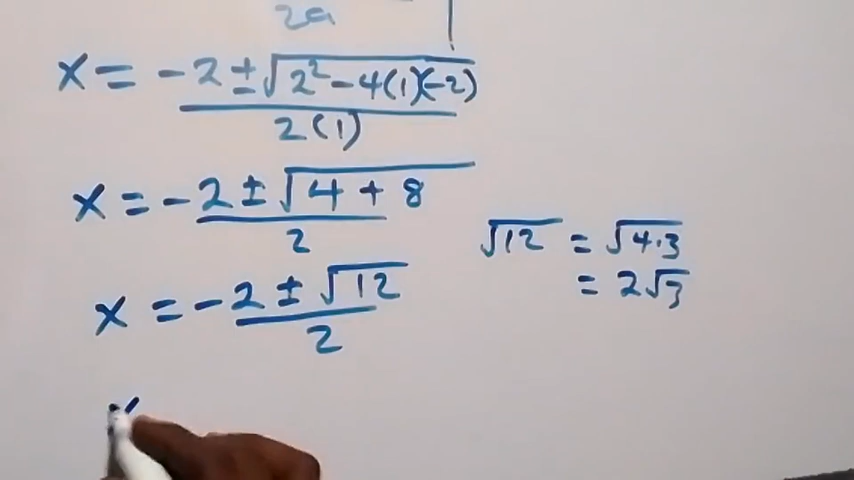 2a
x = -2 ± √2² - 4(1)(-2)
2(1)
x = -2 ± √4 + 8
2
√12 = √4·3
= 2√3
x = -2 ± √12
2
x